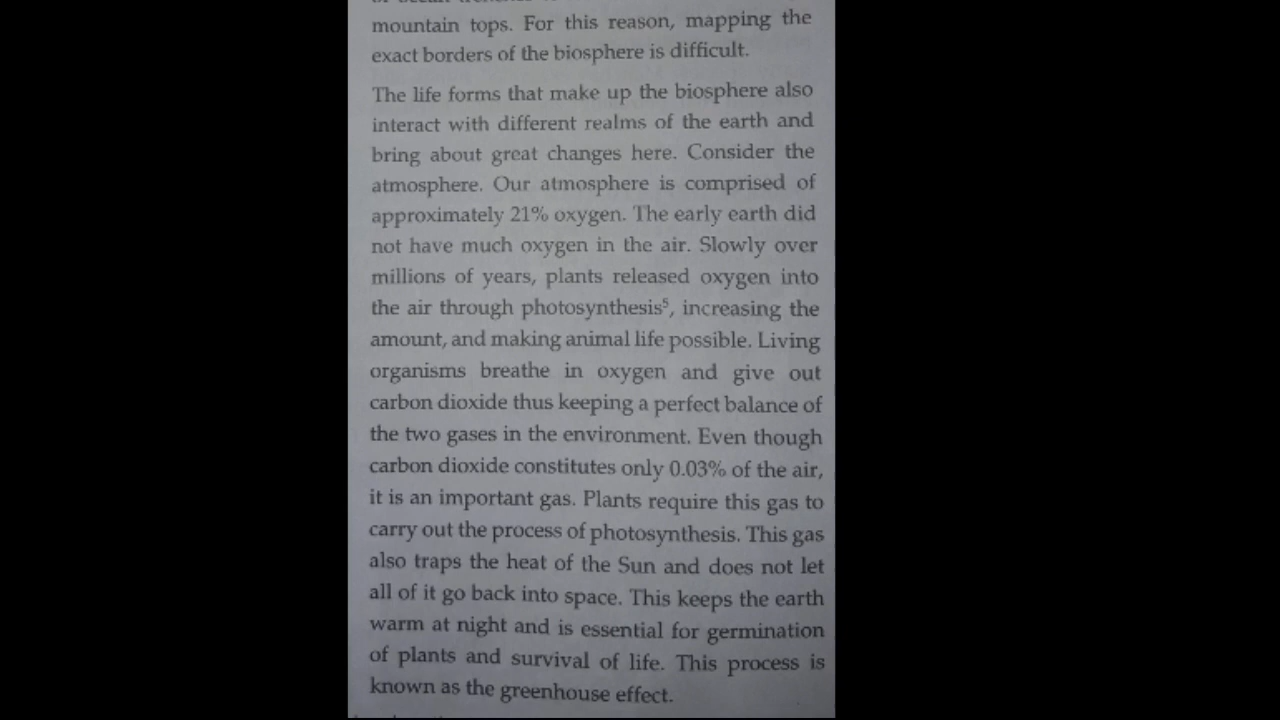 mountain tops. For this reason, mapping the
exact borders of the biosphere is difficult.
The life forms that make up the biosphere also
interact with different realms of the earth and
bring about great changes here. Consider the
atmosphere. Our atmosphere is comprised of
approximately 21% oxygen. The early earth did
not have much oxygen in the air. Slowly over
millions of years, plants released oxygen into
the air through photosynthesis⁵, increasing the
amount, and making animal life possible. Living
organisms breathe in oxygen and give out
carbon dioxide thus keeping a perfect balance of
the two gases in the environment. Even though
carbon dioxide constitutes only 0.03% of the air,
it is an important gas. Plants require this gas to
carry out the process of photosynthesis. This gas
also traps the heat of the Sun and does not let
all of it go back into space. This keeps the earth
warm at night and is essential for germination
of plants and survival of life. This process is
known as the greenhouse effect.